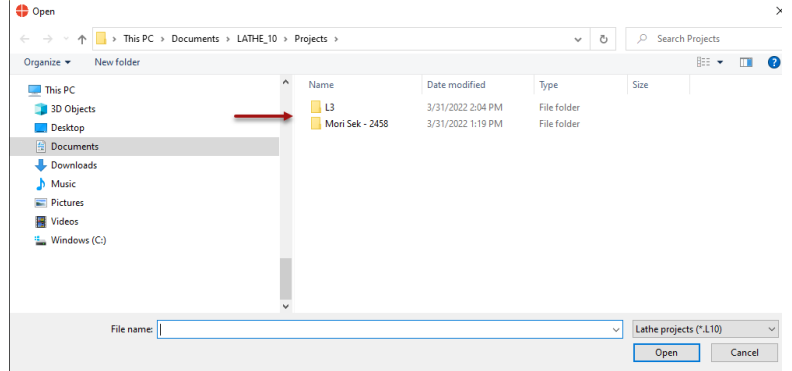 Open
This PC > Documents > LATHE_10 > Projects >
Search Projects
Organize
New folder
Name Date modified Type Size
This PC
3D Objects
Desktop
Documents
Downloads
Music
Pictures
Videos
Windows (C:)
L3 3/31/2022 2:04 PM File folder
Mori Sek - 2458 3/31/2022 1:19 PM File folder
File name:
Lathe projects (*.L10)
Open
Cancel